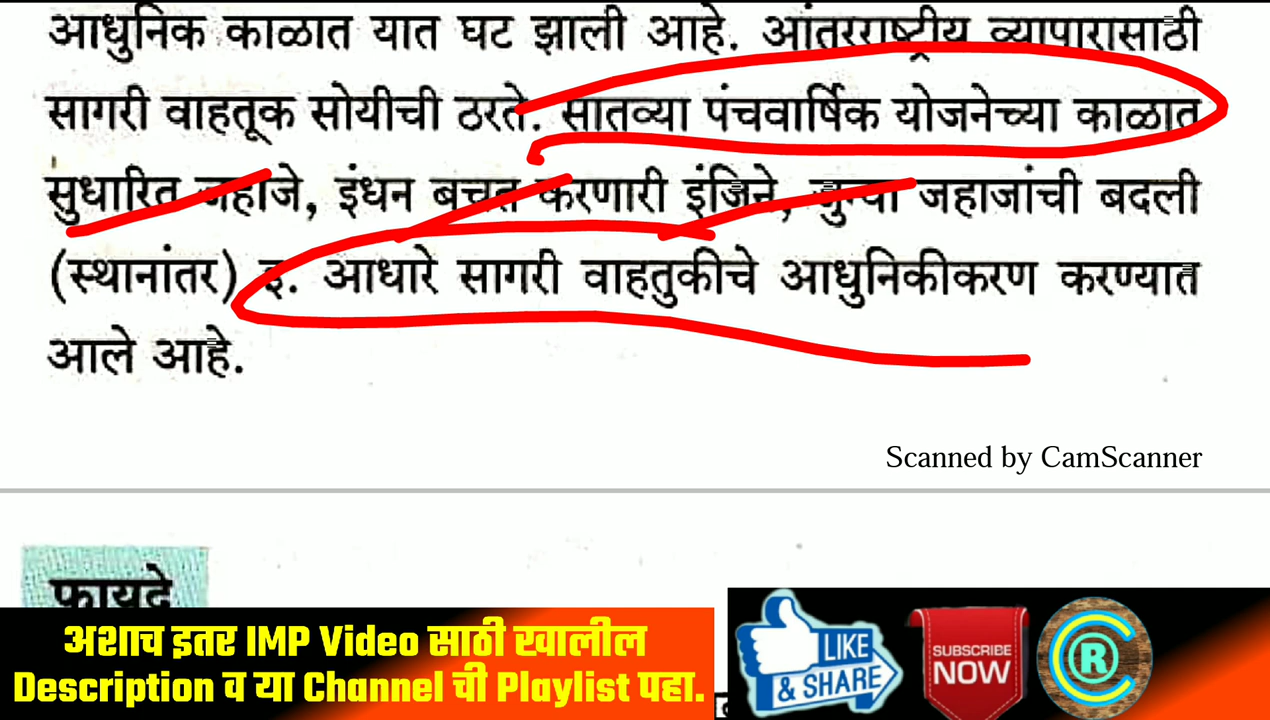 आधुनिक काळात यात घट झाली आहे. आंतरराष्ट्रीय व्यापारासाठी
सागरी वाहतूक सोयीची ठरते. सातव्या पंचवार्षिक योजनेच्या काळात
सुधारित जहाजे, इंधन बचत करणारी इंजिने, जुन्या जहाजांची बदली
(स्थानांतर) इ. आधारे सागरी वाहतुकीचे आधुनिकीकरण करण्यात
आले आहे.
Scanned by CamScanner
फायदे
अशाच इतर IMP Video साठी खालील
Description व या Channel ची Playlist पहा.
LIKE
& SHARE
SUBSCRIBE
NOW
R